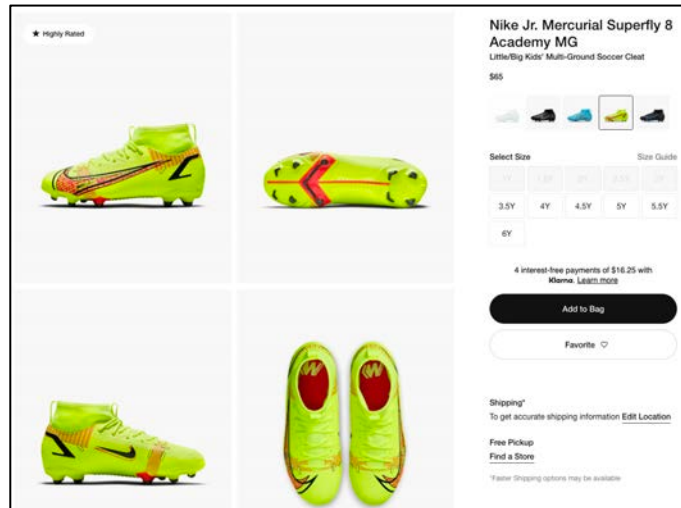 ★ Highly Rated
Nike Jr. Mercurial Superfly 8
Academy MG
Little/Big Kids' Multi-Ground Soccer Cleat
$65
Select Size
Size Guide
3.5Y 4Y 4.5Y 5Y 5.5Y
6Y
4 interest-free payments of $16.25 with
Klarna. Learn more
Add to Bag
Favorite ♡
Shipping*
To get accurate shipping information Edit Location
Free Pickup
Find a Store
*Faster Shipping options may be available